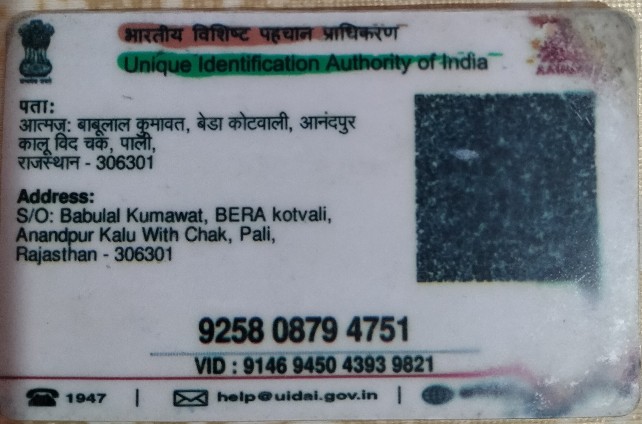 भारतीय विशिष्ट पहचान प्राधिकरण
Unique Identification Authority of India
पता:
आत्मज: बाबूलाल कुमावत, बेडा कोटवाली, आनंदपुर
कालू विद चक, पाली,
राजस्थान - 306301
Address:
S/O: Babulal Kumawat, BERA kotvali,
Anandpur Kalu With Chak, Pali,
Rajasthan - 306301
9258 0879 4751
VID : 9146 9450 4393 9821
1947 | help@uidai.gov.in |